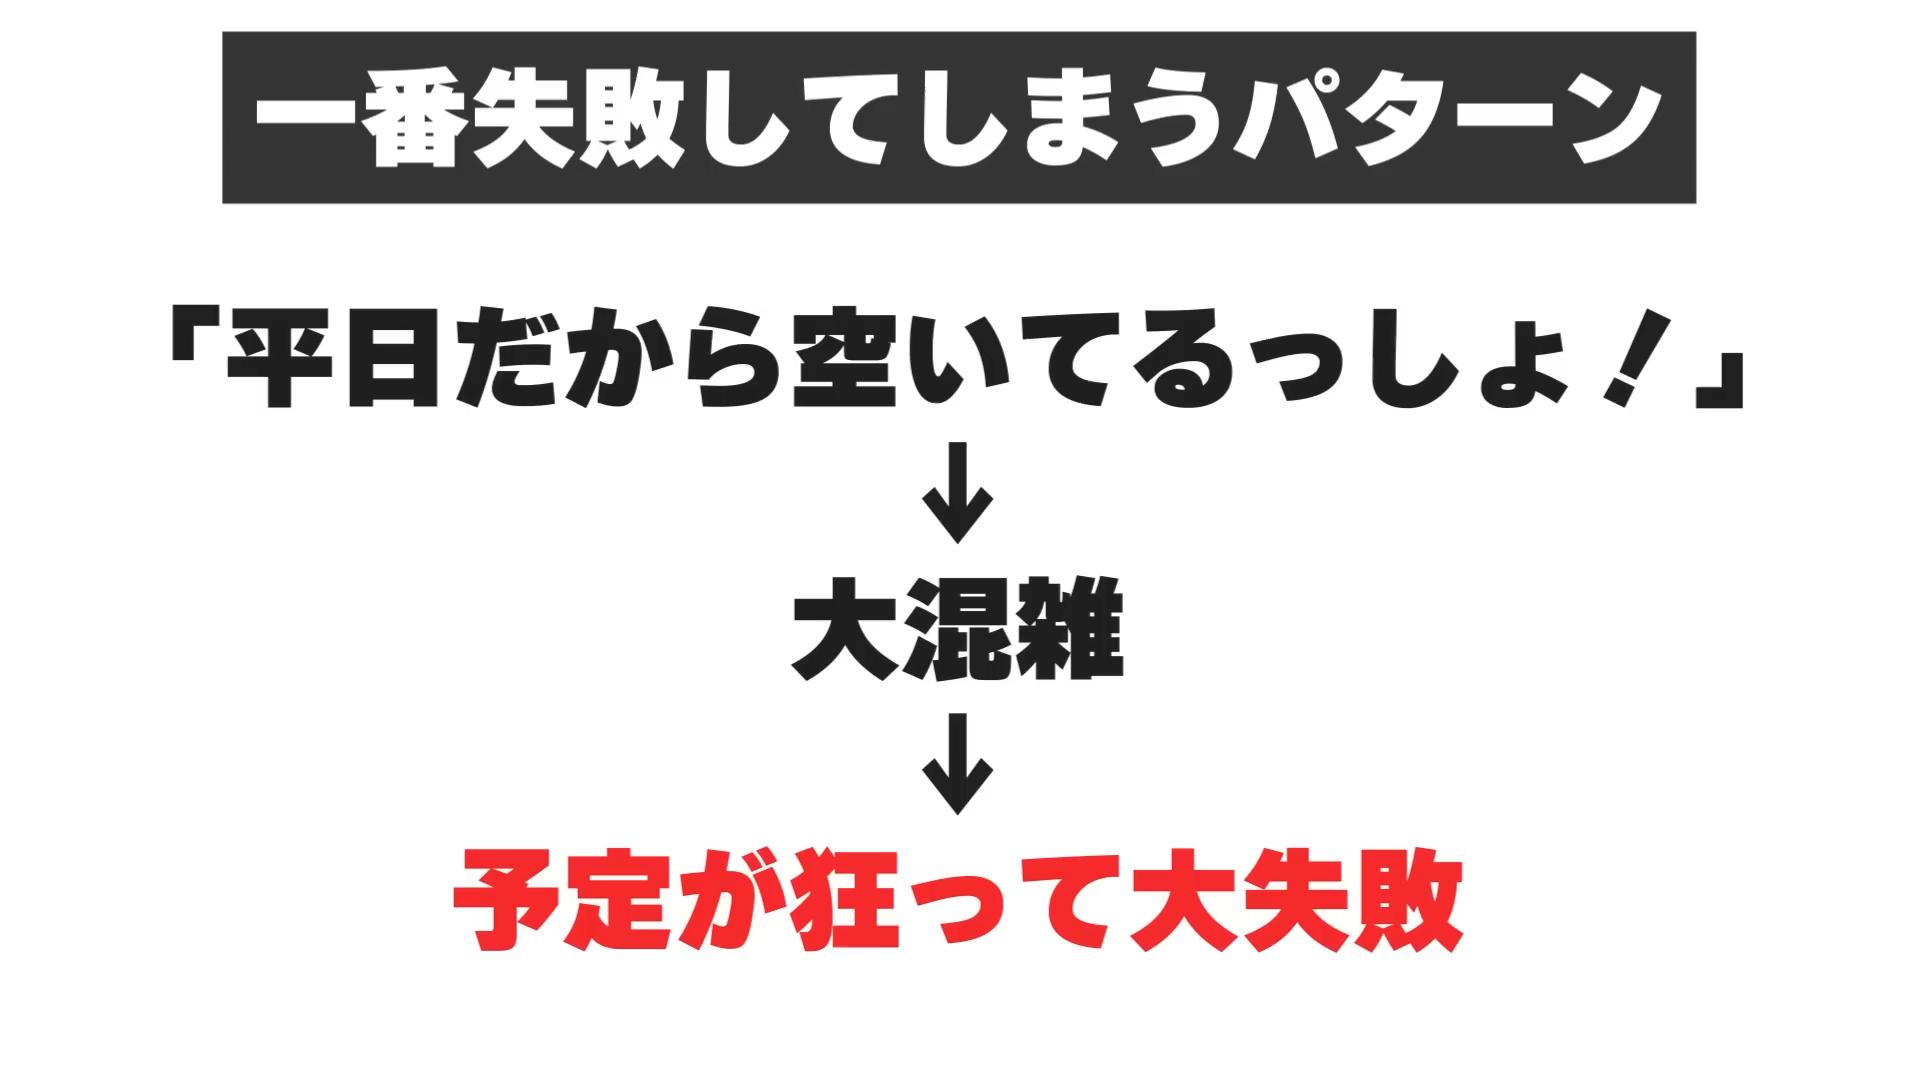 一番失敗してしまうパターン
「平日だから空いてるっしょ！」
↓
大混雑
↓
予定が狂って大失敗